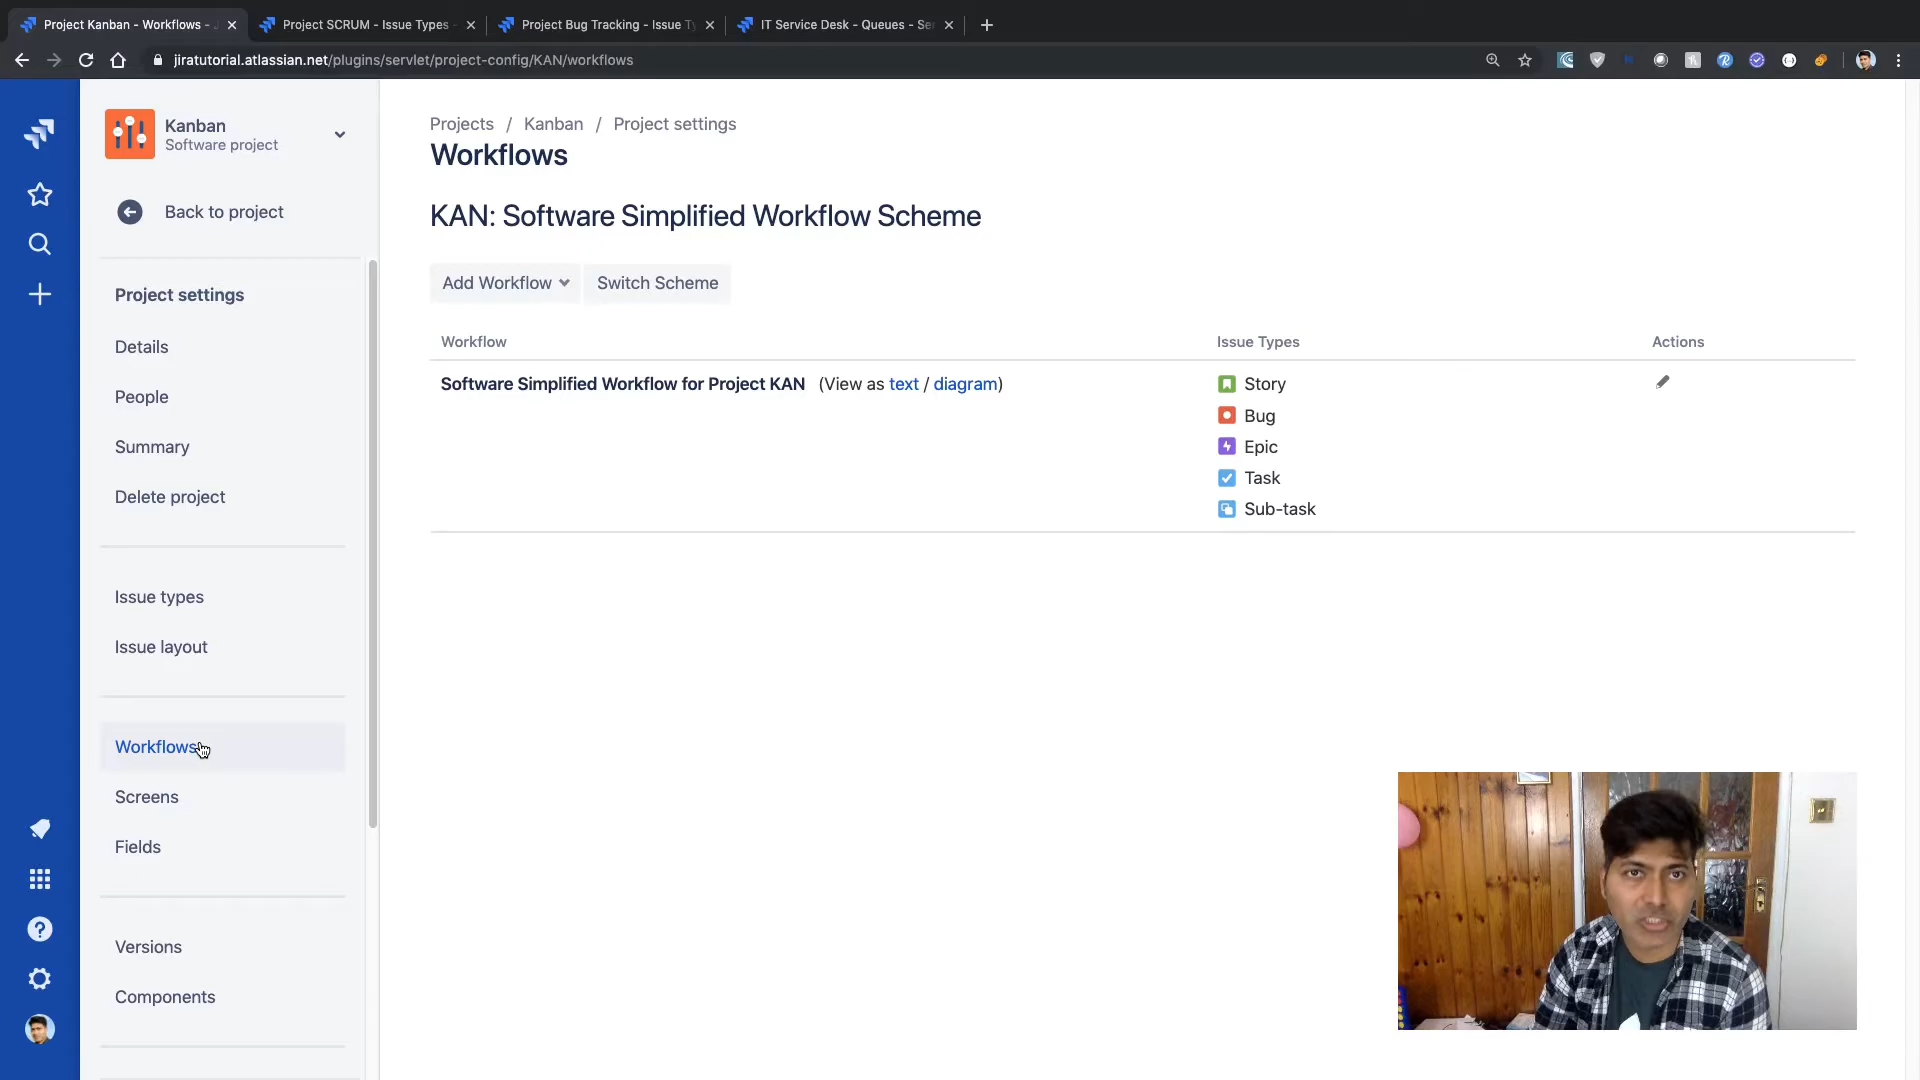 Project Kanban - Workflows -
Project SCRUM - Issue Types -
Project Bug Tracking - Issue Ty
IT Service Desk - Queues - Se
jiratutorial.atlassian.net/plugins/servlet/project-config/KAN/workflows
Kanban
Software project
Back to project
Project settings
Details
People
Summary
Delete project
Issue types
Issue layout
Workflows
Screens
Fields
Versions
Components
Projects / Kanban / Project settings
Workflows
KAN: Software Simplified Workflow Scheme
Add Workflow
Switch Scheme
Workflow
Issue Types
Actions
Software Simplified Workflow for Project KAN (View as text / diagram)
Story
Bug
Epic
Task
Sub-task